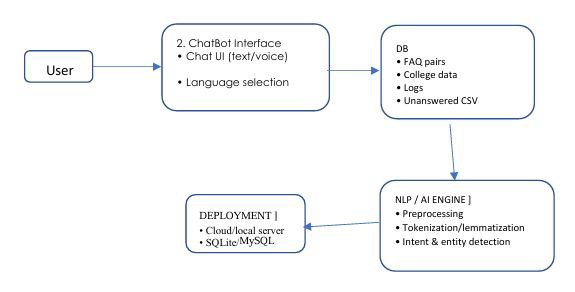 User
2. ChatBot Interface
• Chat UI (text/voice)
• Language selection
DB
• FAQ pairs
• College data
• Logs
• Unanswered CSV
NLP / AI ENGINE ]
• Preprocessing
• Tokenization/lemmatization
• Intent & entity detection
DEPLOYMENT ]
• Cloud/local server
• SQLite/MySQL